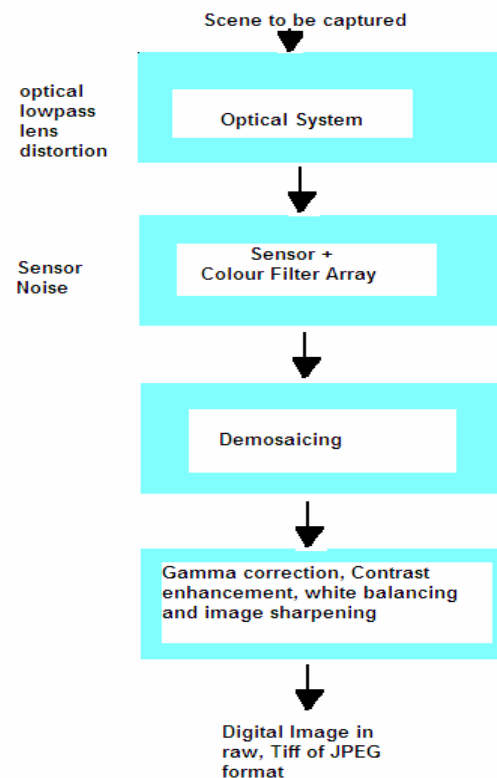 Scene to be captured
optical
lowpass
lens
distortion
Optical System
Sensor
Noise
Sensor +
Colour Filter Array
Demosaicing
Gamma correction, Contrast
enhancement, white balancing
and image sharpening
Digital Image in
raw, Tiff of JPEG
format